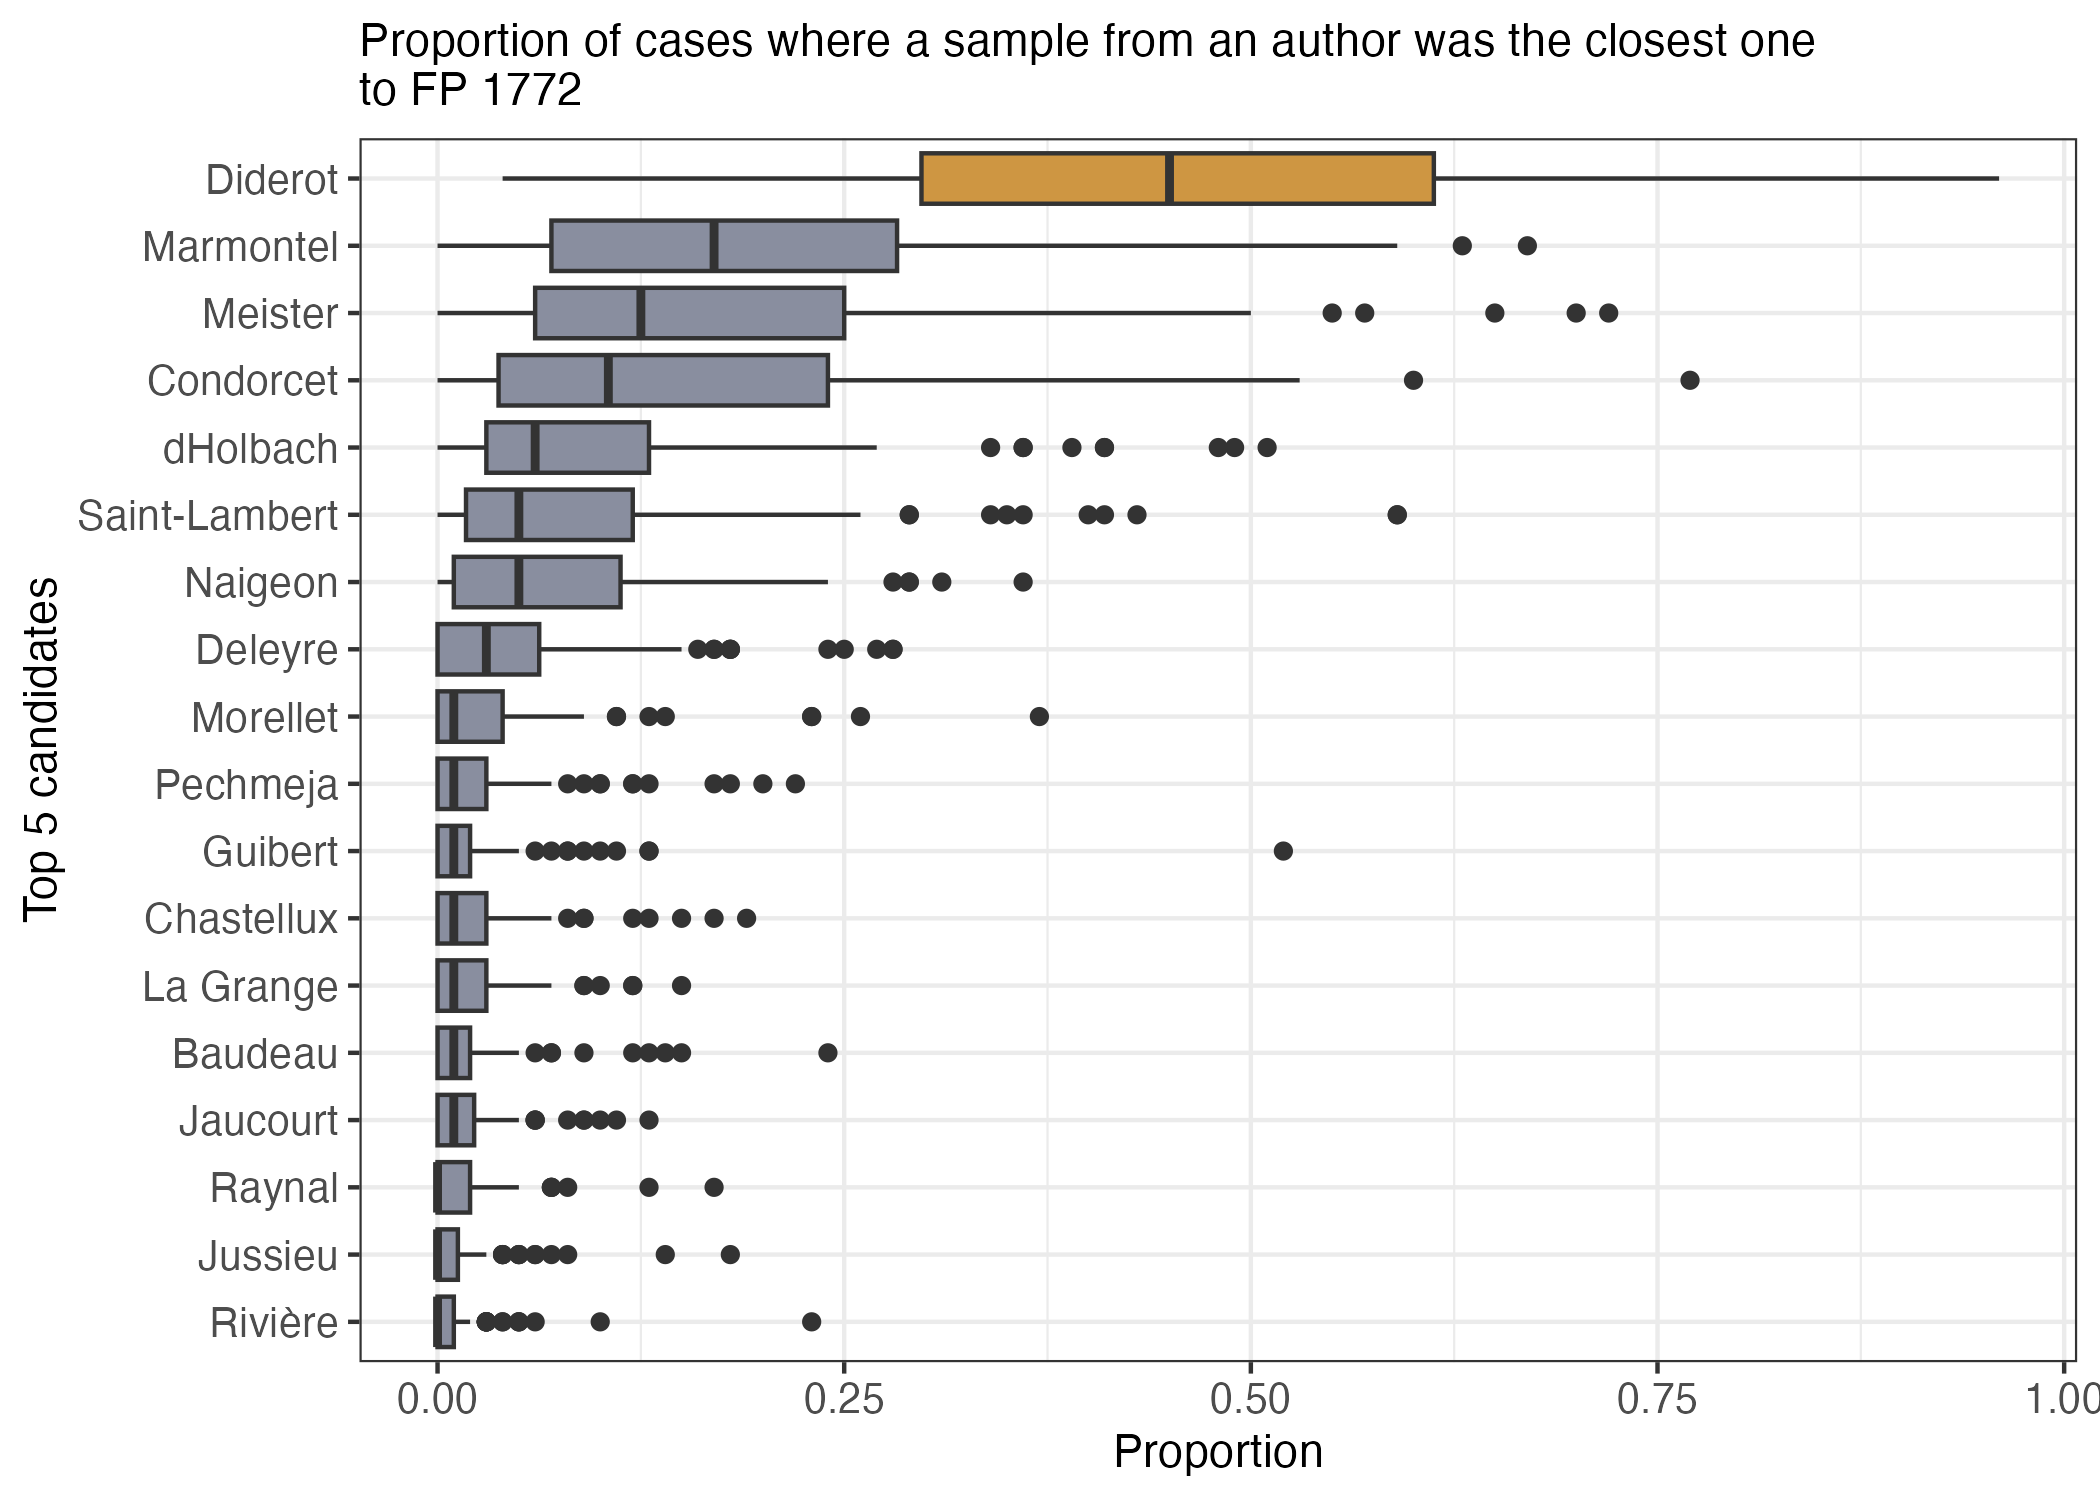 Proportion of cases where a sample from an author was the closest one
to FP 1772
Top 5 candidates
Diderot
Marmontel
Meister
Condorcet
dHolbach
Saint-Lambert
Naigeon
Deleyre
Morellet
Pechmeja
Guibert
Chastellux
La Grange
Baudeau
Jaucourt
Raynal
Jussieu
Rivière
0.00 0.25 0.50 0.75 1.00
Proportion